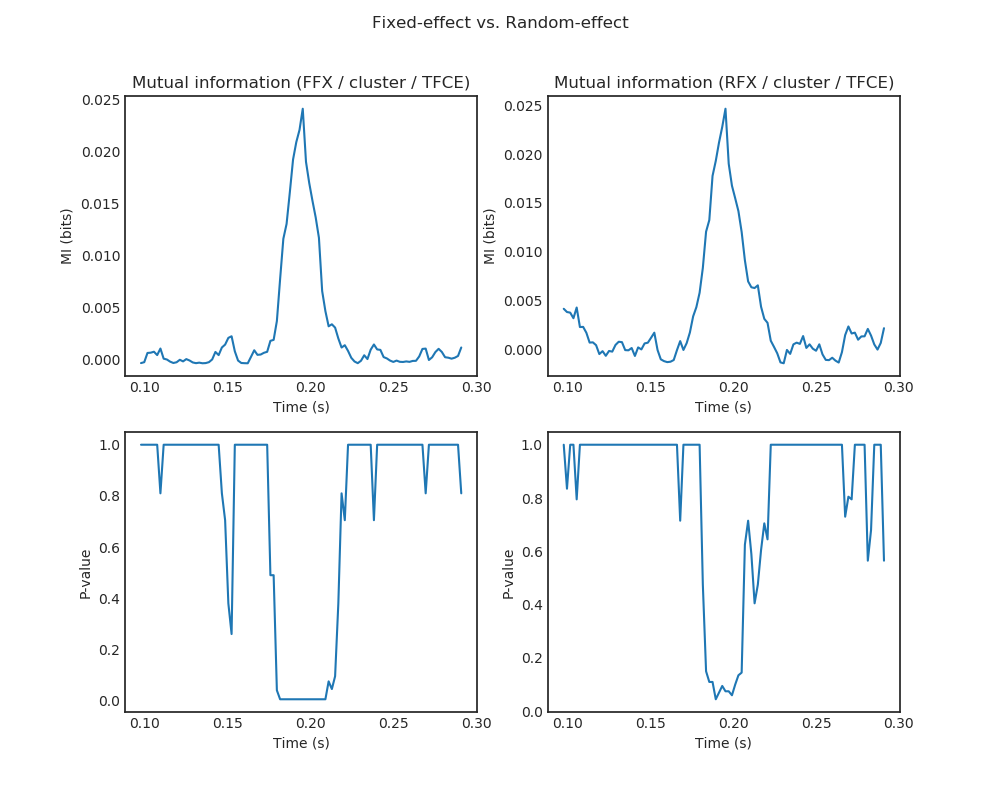 Fixed-effect vs. Random-effect
Mutual information (FFX / cluster / TFCE)
0.025
0.020
0.015
0.010
0.005
0.000
MI (bits)
0.10 0.15 0.20 0.25 0.30
Time (s)
Mutual information (RFX / cluster / TFCE)
0.025
0.020
0.015
0.010
0.005
0.000
MI (bits)
0.10 0.15 0.20 0.25 0.30
Time (s)
1.0
0.8
0.6
0.4
0.2
0.0
P-value
0.10 0.15 0.20 0.25 0.30
Time (s)
1.0
0.8
0.6
0.4
0.2
0.0
P-value
0.10 0.15 0.20 0.25 0.30
Time (s)